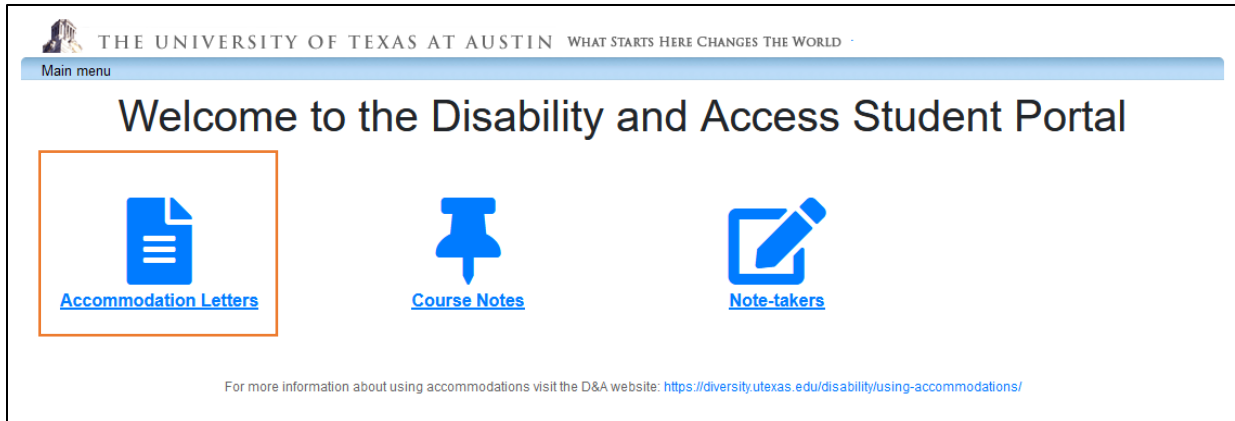 THE UNIVERSITY OF TEXAS AT AUSTIN WHAT STARTS HERE CHANGES THE WORLD
Main menu
Welcome to the Disability and Access Student Portal
Accommodation Letters
Course Notes
Note-takers
For more information about using accommodations visit the D&A website: https://diversity.utexas.edu/disability/using-accommodations/